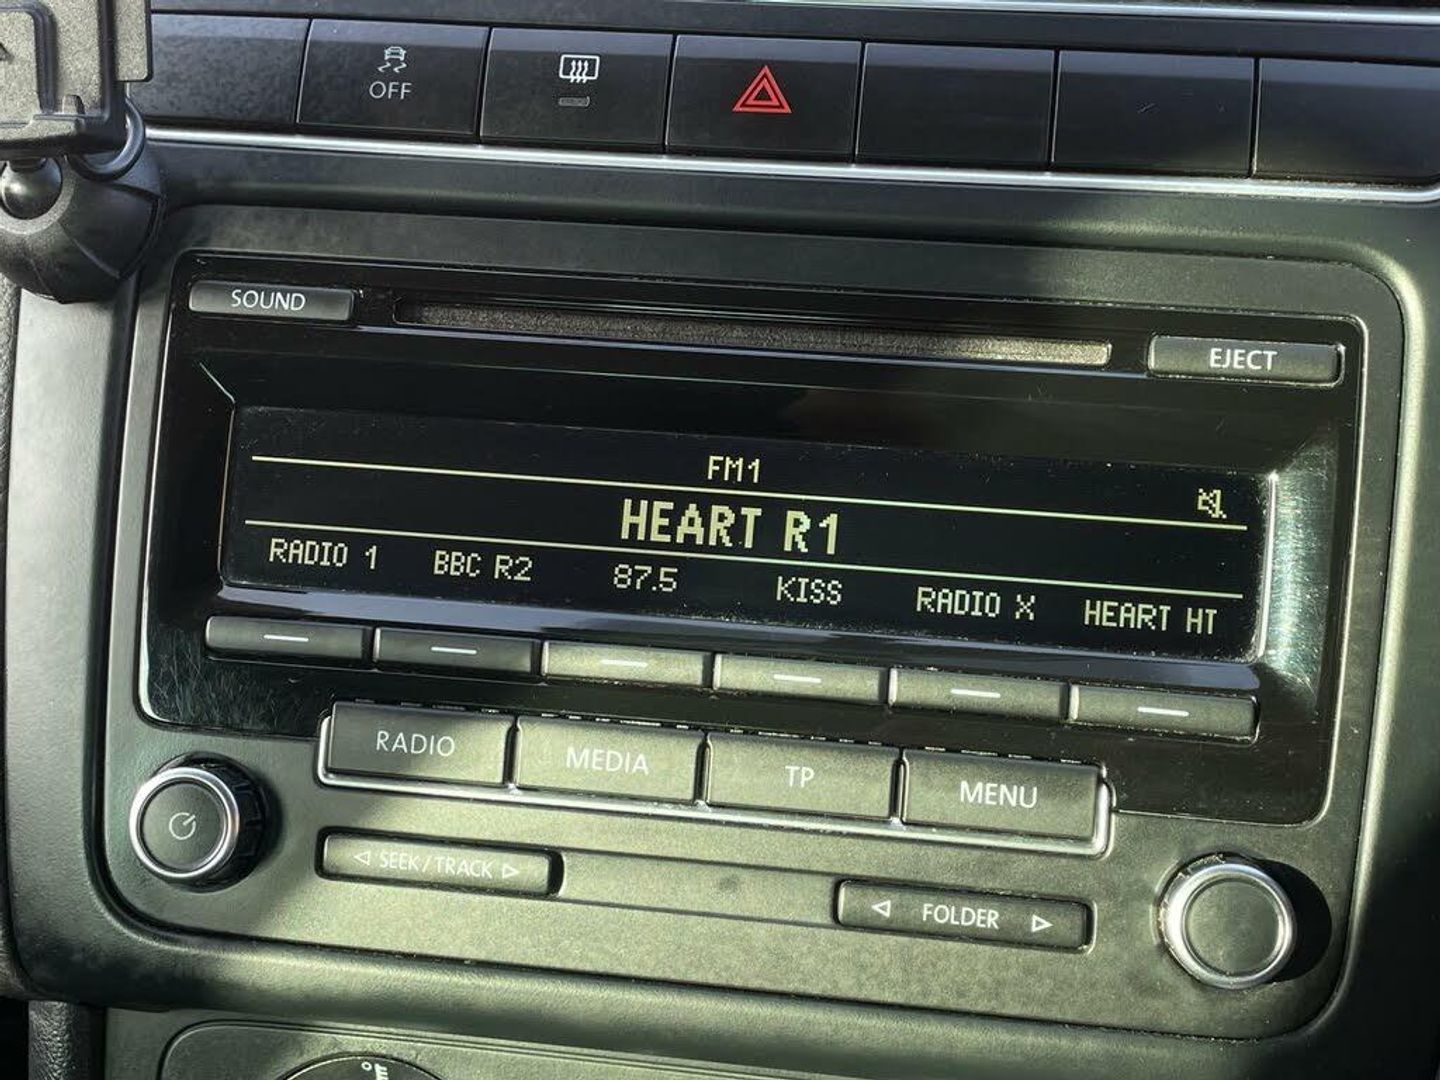 OFF
SOUND
EJECT
FM1
HEART R1
RADIO 1 BBC R2 87.5 KISS RADIO X HEART HT
RADIO MEDIA TP MENU
SEEK / TRACK
FOLDER